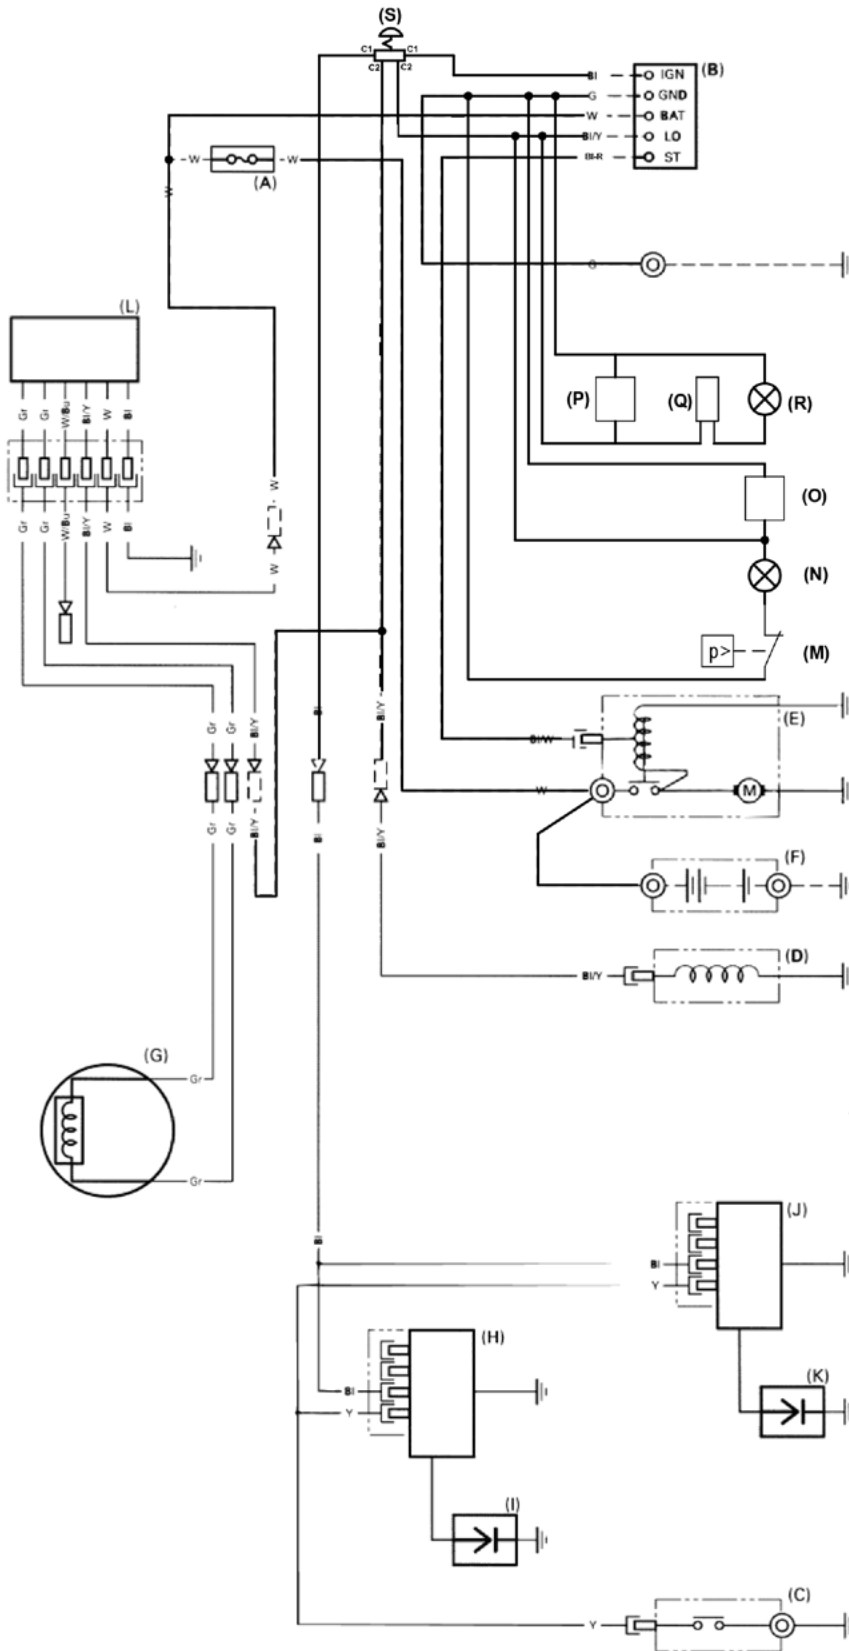 (S)
C1 C1
C2 C2
Bl IGN (B)
G GND
W BAT
Bl/Y LO
Bl-R ST
W W
(A)
W
G
(L)
(P) (Q) (R)
Gr Gr W/Bu Bl/Y W Bl
W
(O)
Gr Gr W/Bu Bl/Y W Bl
W
(N)
p> (M)
Gr Gr Bl/Y Bl Bl/Y
(E)
Bl/W
W M
Gr Gr Bl/Y Bl Bl/Y
(F)
(D)
Bl/Y
(G)
Gr
Gr
(J)
Bl
Bl
Y
(H)
(K)
Bl
Y
(I)
(C)
Y